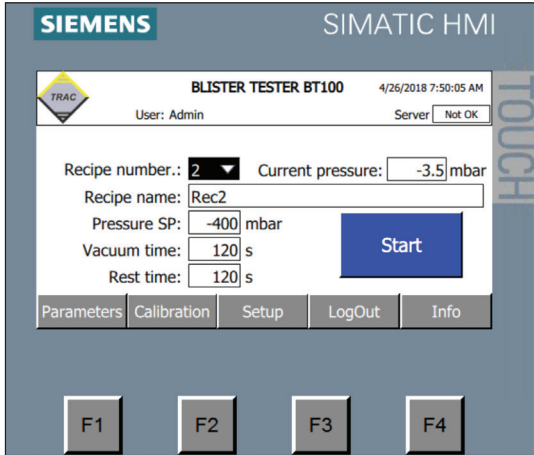 SIEMENS SIMATIC HMI
TOUCH
TRAC
BLISTER TESTER BT100 4/26/2018 7:50:05 AM
User: Admin Server Not OK
Recipe number.: 2 Current pressure: -3.5 mbar
Recipe name: Rec2
Pressure SP: -400 mbar
Vacuum time: 120 s
Rest time: 120 s
Start
Parameters Calibration Setup LogOut Info
F1 F2 F3 F4